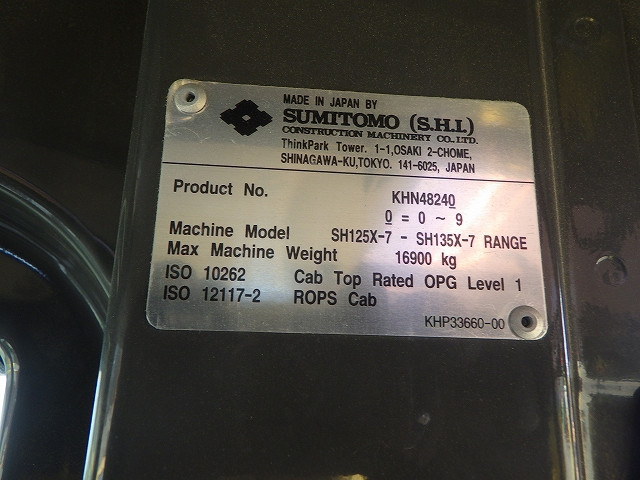 MADE IN JAPAN BY
SUMITOMO (S.H.I.)
CONSTRUCTION MACHINERY CO.,LTD.
ThinkPark Tower. 1-1,OSAKI 2-CHOME,
SHINAGAWA-KU,TOKYO. 141-6025, JAPAN
Product No. KHN48240
0 = 0 ~ 9
Machine Model SH125X-7 - SH135X-7 RANGE
Max Machine Weight 16900 kg
ISO 10262 Cab Top Rated OPG Level 1
ISO 12117-2 ROPS Cab
KHP33660-00